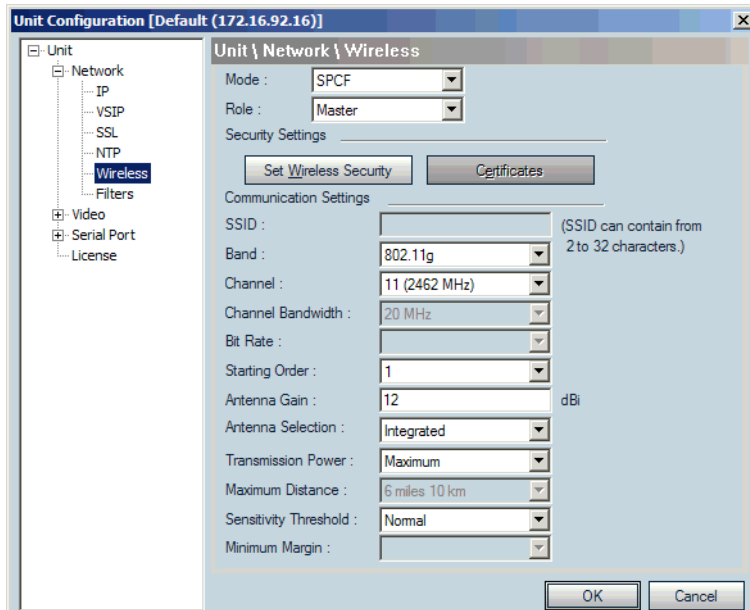 Unit Configuration [Default (172.16.92.16)]
Unit
Network
IP
VSIP
SSL
NTP
Wireless
Filters
Video
Serial Port
License
Unit \ Network \ Wireless
Mode : SPCF
Role : Master
Security Settings
Set Wireless Security Certificates
Communication Settings
SSID : (SSID can contain from
2 to 32 characters.)
Band : 802.11g
Channel : 11 (2462 MHz)
Channel Bandwidth : 20 MHz
Bit Rate :
Starting Order : 1
Antenna Gain : 12 dBi
Antenna Selection : Integrated
Transmission Power : Maximum
Maximum Distance : 6 miles 10 km
Sensitivity Threshold : Normal
Minimum Margin :
OK Cancel